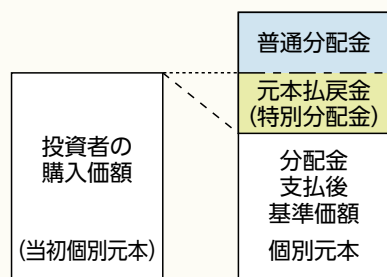 普通分配金
元本払戻金
(特別分配金)
投資者の
購入価額
(当初個別元本)
分配金
支払後
基準価額
個別元本